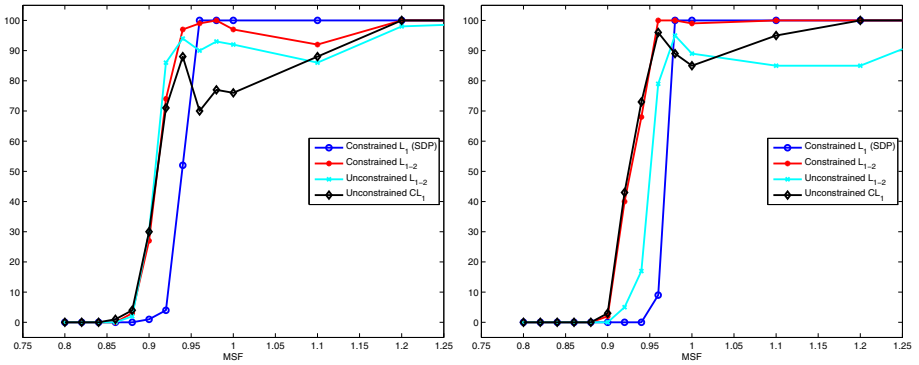 100
90
80
70
60
50
40
30
20
10
0
0.75 0.8 0.85 0.9 0.95 1 1.05 1.1 1.15 1.2 1.25
MSF
Constrained L1 (SDP)
Constrained L1−2
Unconstrained L1−2
Unconstrained CL1
100
90
80
70
60
50
40
30
20
10
0
0.75 0.8 0.85 0.9 0.95 1 1.05 1.1 1.15 1.2 1.25
MSF
Constrained L1 (SDP)
Constrained L1−2
Unconstrained L1−2
Unconstrained CL1